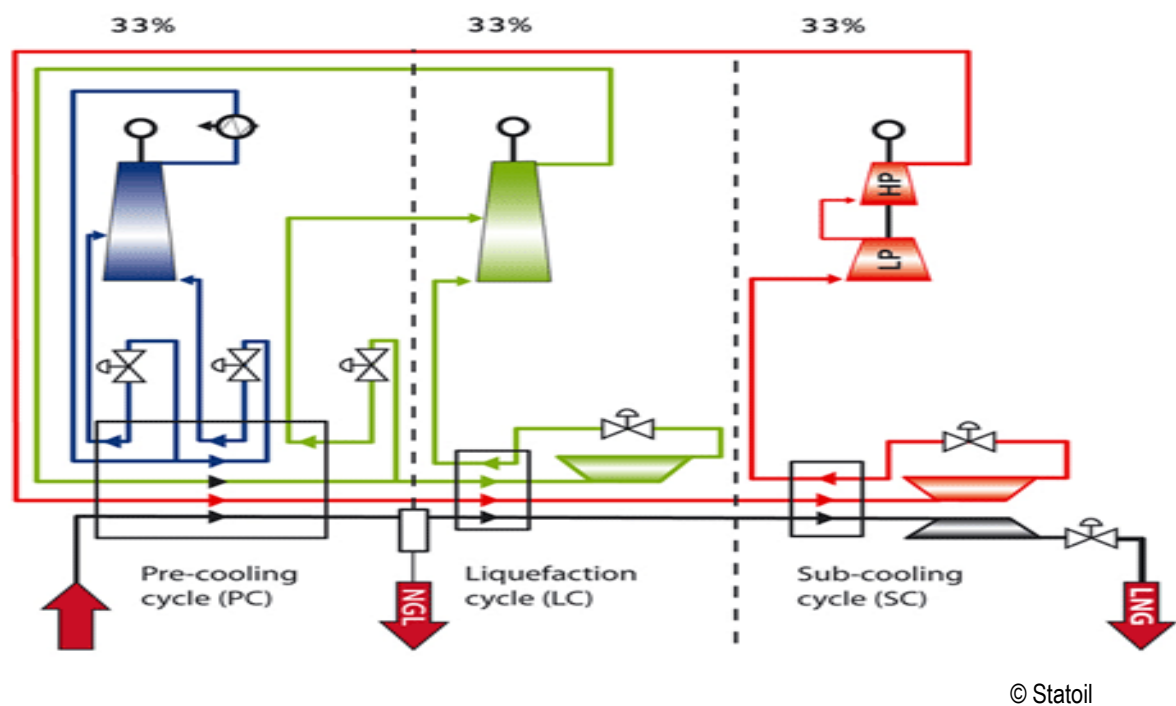 33%
33%
33%
HP
LP
Pre-cooling
cycle (PC)
NGL
Liquefaction
cycle (LC)
Sub-cooling
cycle (SC)
LNG
© Statoil